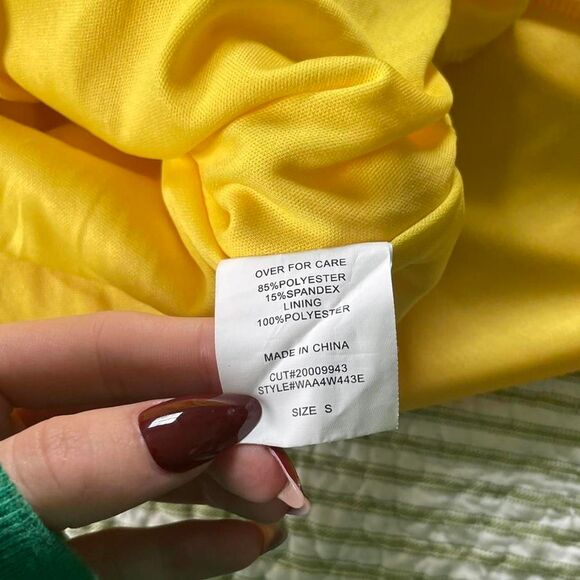 OVER FOR CARE
85%POLYESTER
15%SPANDEX
LINING
100%POLYESTER
MADE IN CHINA
CUT#20009943
STYLE#WAA4W443E
SIZE S